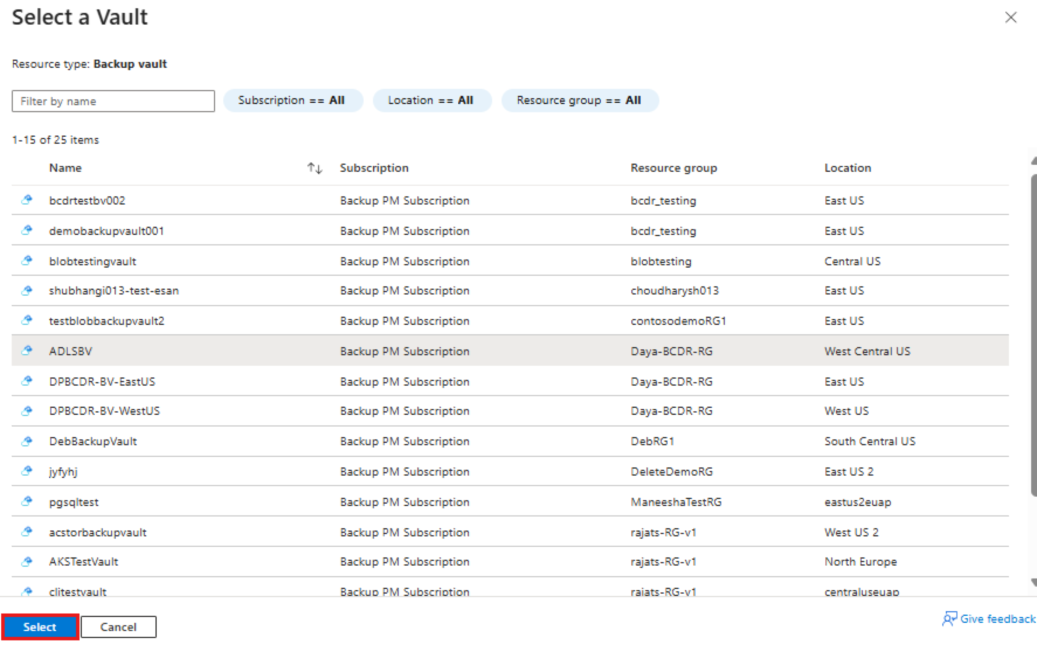 Select a Vault
Resource type: Backup vault
Filter by name Subscription == All Location == All Resource group == All
1-15 of 25 items
Name Subscription Resource group Location
bcdrtestbv002 Backup PM Subscription bcdr_testing East US
demobackupvault001 Backup PM Subscription bcdr_testing East US
blobtestingvault Backup PM Subscription blobtesting Central US
shubhangi013-test-esan Backup PM Subscription choudharysh013 East US
testblobbackupvault2 Backup PM Subscription contosodemoRG1 East US
ADLSBV Backup PM Subscription Daya-BCDR-RG West Central US
DPBCDR-BV-EastUS Backup PM Subscription Daya-BCDR-RG East US
DPBCDR-BV-WestUS Backup PM Subscription Daya-BCDR-RG West US
DebBackupVault Backup PM Subscription DebRG1 South Central US
jyfyhj Backup PM Subscription DeleteDemoRG East US 2
pgsqltest Backup PM Subscription ManeeshaTestRG eastus2euap
acstorbackupvault Backup PM Subscription rajats-RG-v1 West US 2
AKSTestVault Backup PM Subscription rajats-RG-v1 North Europe
clitestvault Backup PM Subscription rajats-RG-v1 centraluseuap
Select Cancel Give feedback